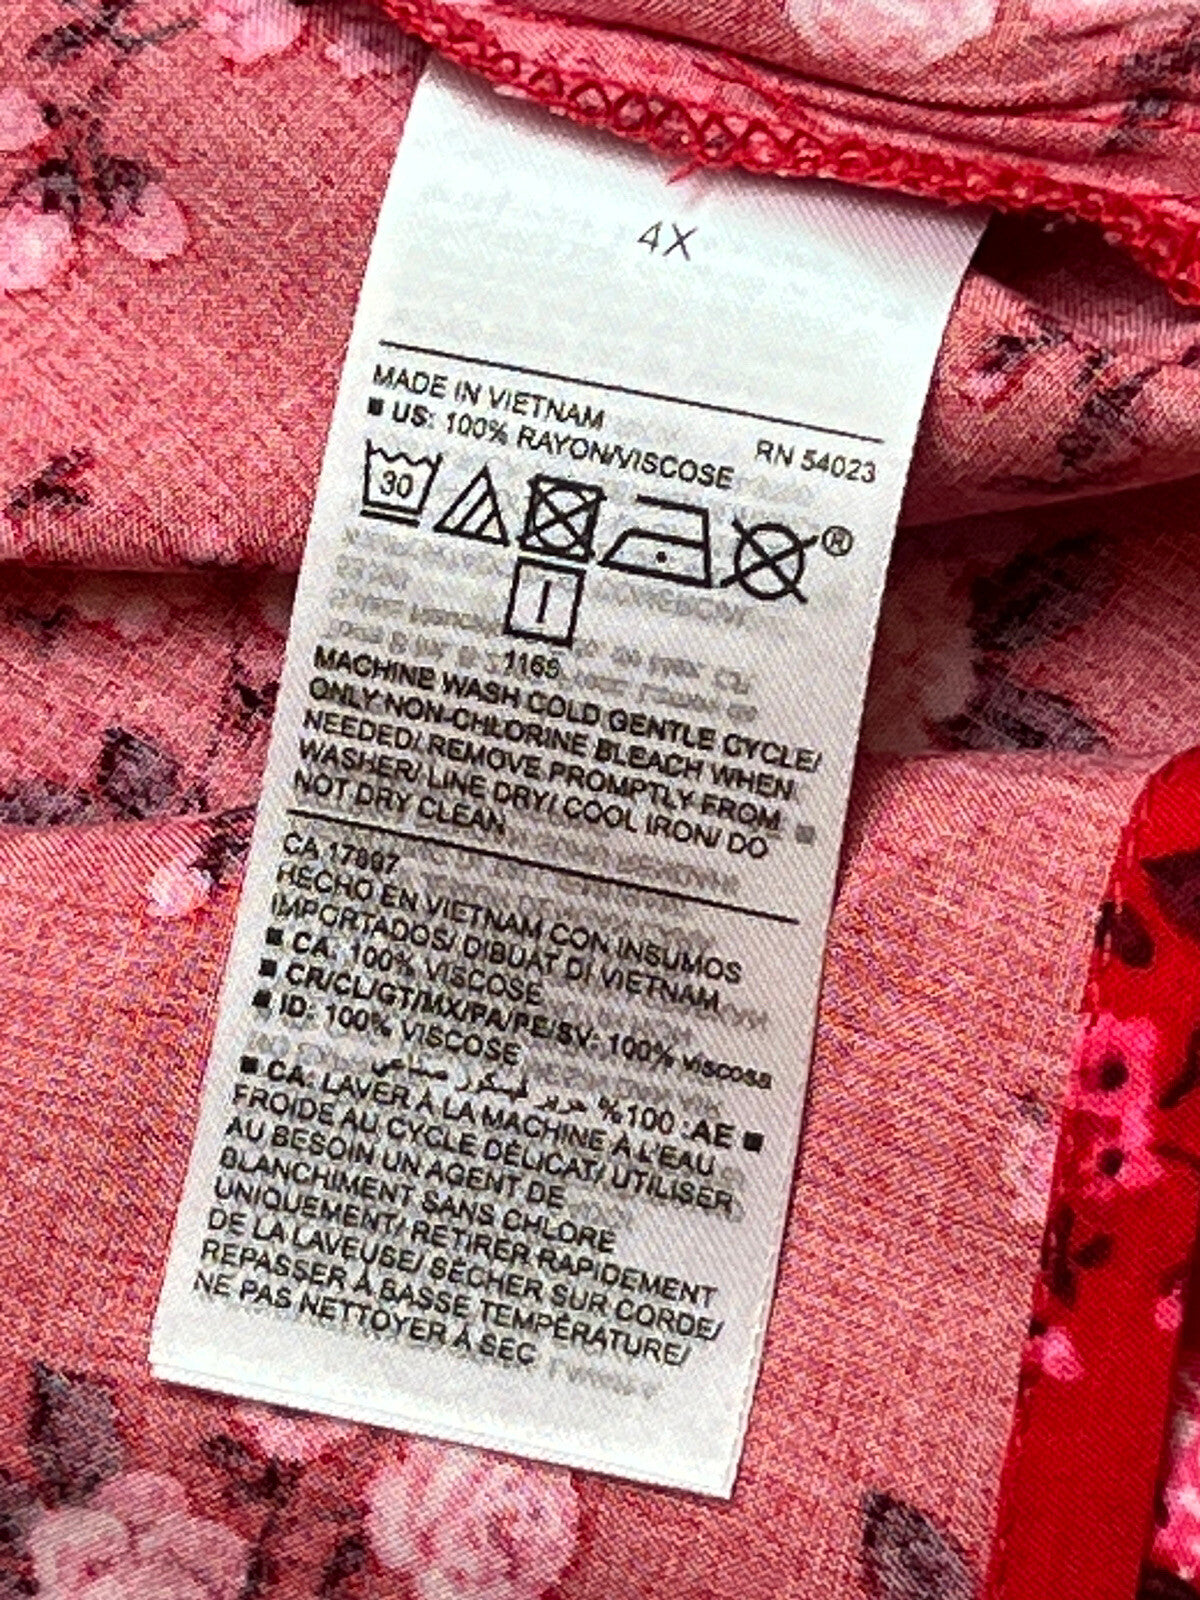 4X
MADE IN VIETNAM
RN 54023
■ US: 100% RAYON/VISCOSE
30
®
1165
MACHINE WASH COLD GENTLE CYCLE/
ONLY NON-CHLORINE BLEACH WHEN
NEEDED/ REMOVE PROMPTLY FROM
WASHER/ LINE DRY/ COOL IRON/ DO
NOT DRY CLEAN
CA 17897
HECHO EN VIETNAM CON INSUMOS
IMPORTADOS/ DIBUAT DI VIETNAM
■ CA: 100% VISCOSE
■ CR/CL/GT/MX/PA/PE/SV: 100% viscosa
■ ID: 100% VISCOSE
■ AE: 100% حرير فيسكوز صناعي
■ CA: LAVER À LA MACHINE À L'EAU
FROIDE AU CYCLE DÉLICAT/ UTILISER
AU BESOIN UN AGENT DE
BLANCHIMENT SANS CHLORE
UNIQUEMENT/ RETIRER RAPIDEMENT
DE LA LAVEUSE/ SÉCHER SUR CORDE/
REPASSER À BASSE TEMPÉRATURE/
NE PAS NETTOYER À SEC